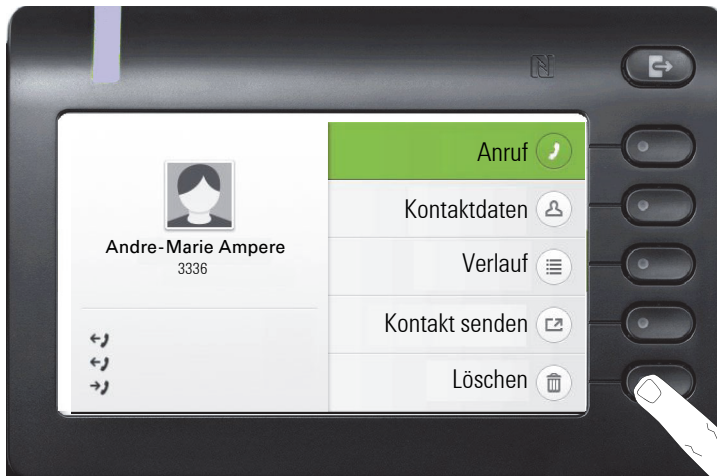 Andre-Marie Ampere
3336
Anruf
Kontaktdaten
Verlauf
Kontakt senden
Löschen